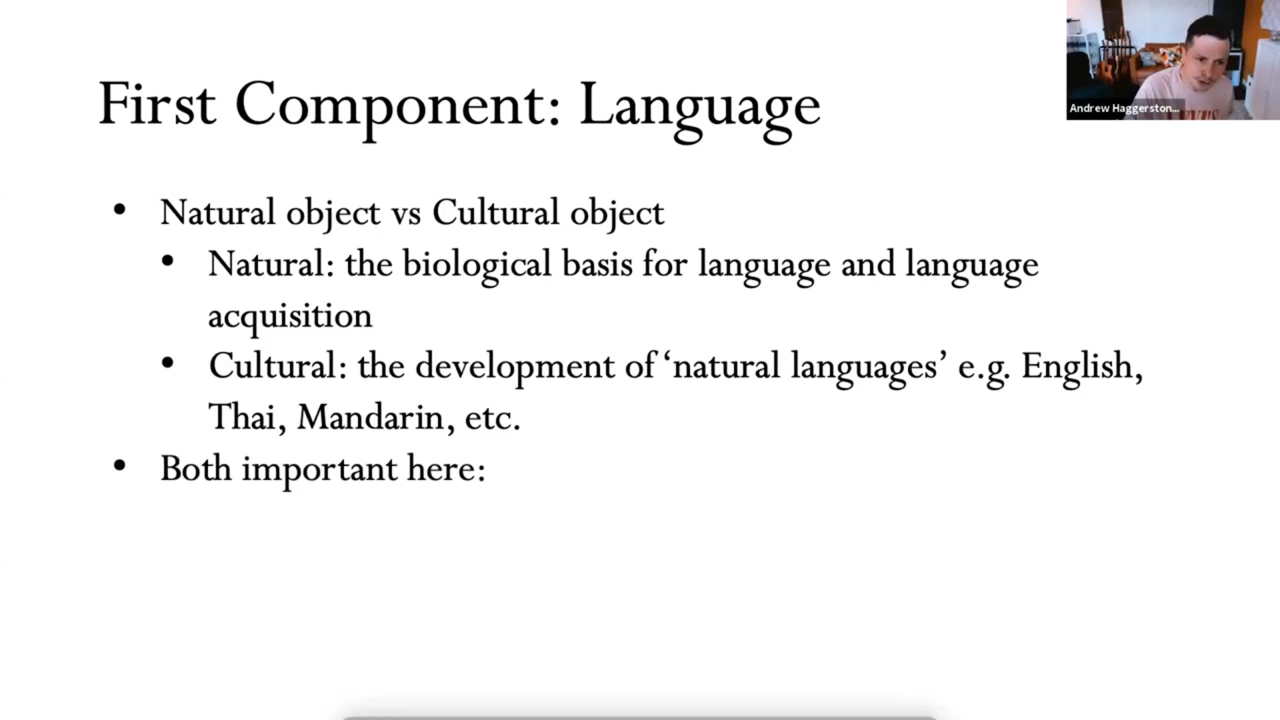 First Component: Language
Andrew Haggerston...
• Natural object vs Cultural object
• Natural: the biological basis for language and language
acquisition
• Cultural: the development of ‘natural languages’ e.g. English,
Thai, Mandarin, etc.
• Both important here: